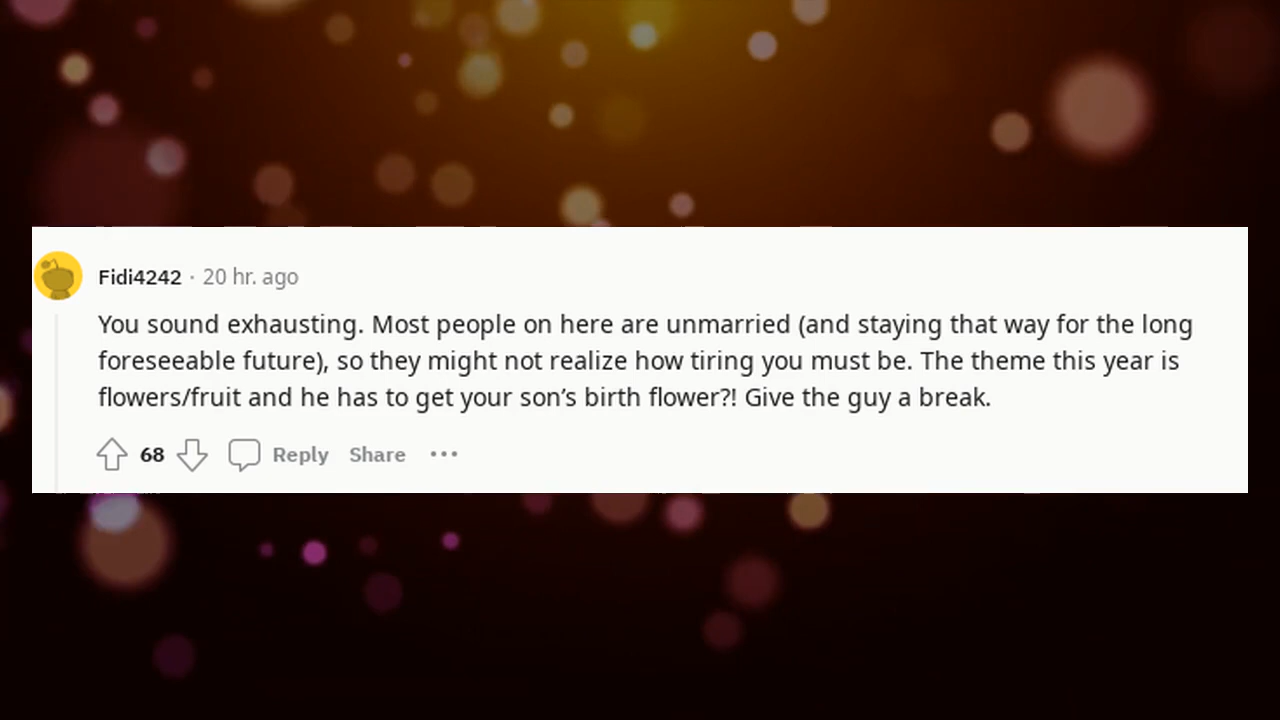 Fidi4242 · 20 hr. ago
You sound exhausting. Most people on here are unmarried (and staying that way for the long
foreseeable future), so they might not realize how tiring you must be. The theme this year is
flowers/fruit and he has to get your son’s birth flower?! Give the guy a break.
68 Reply Share •••